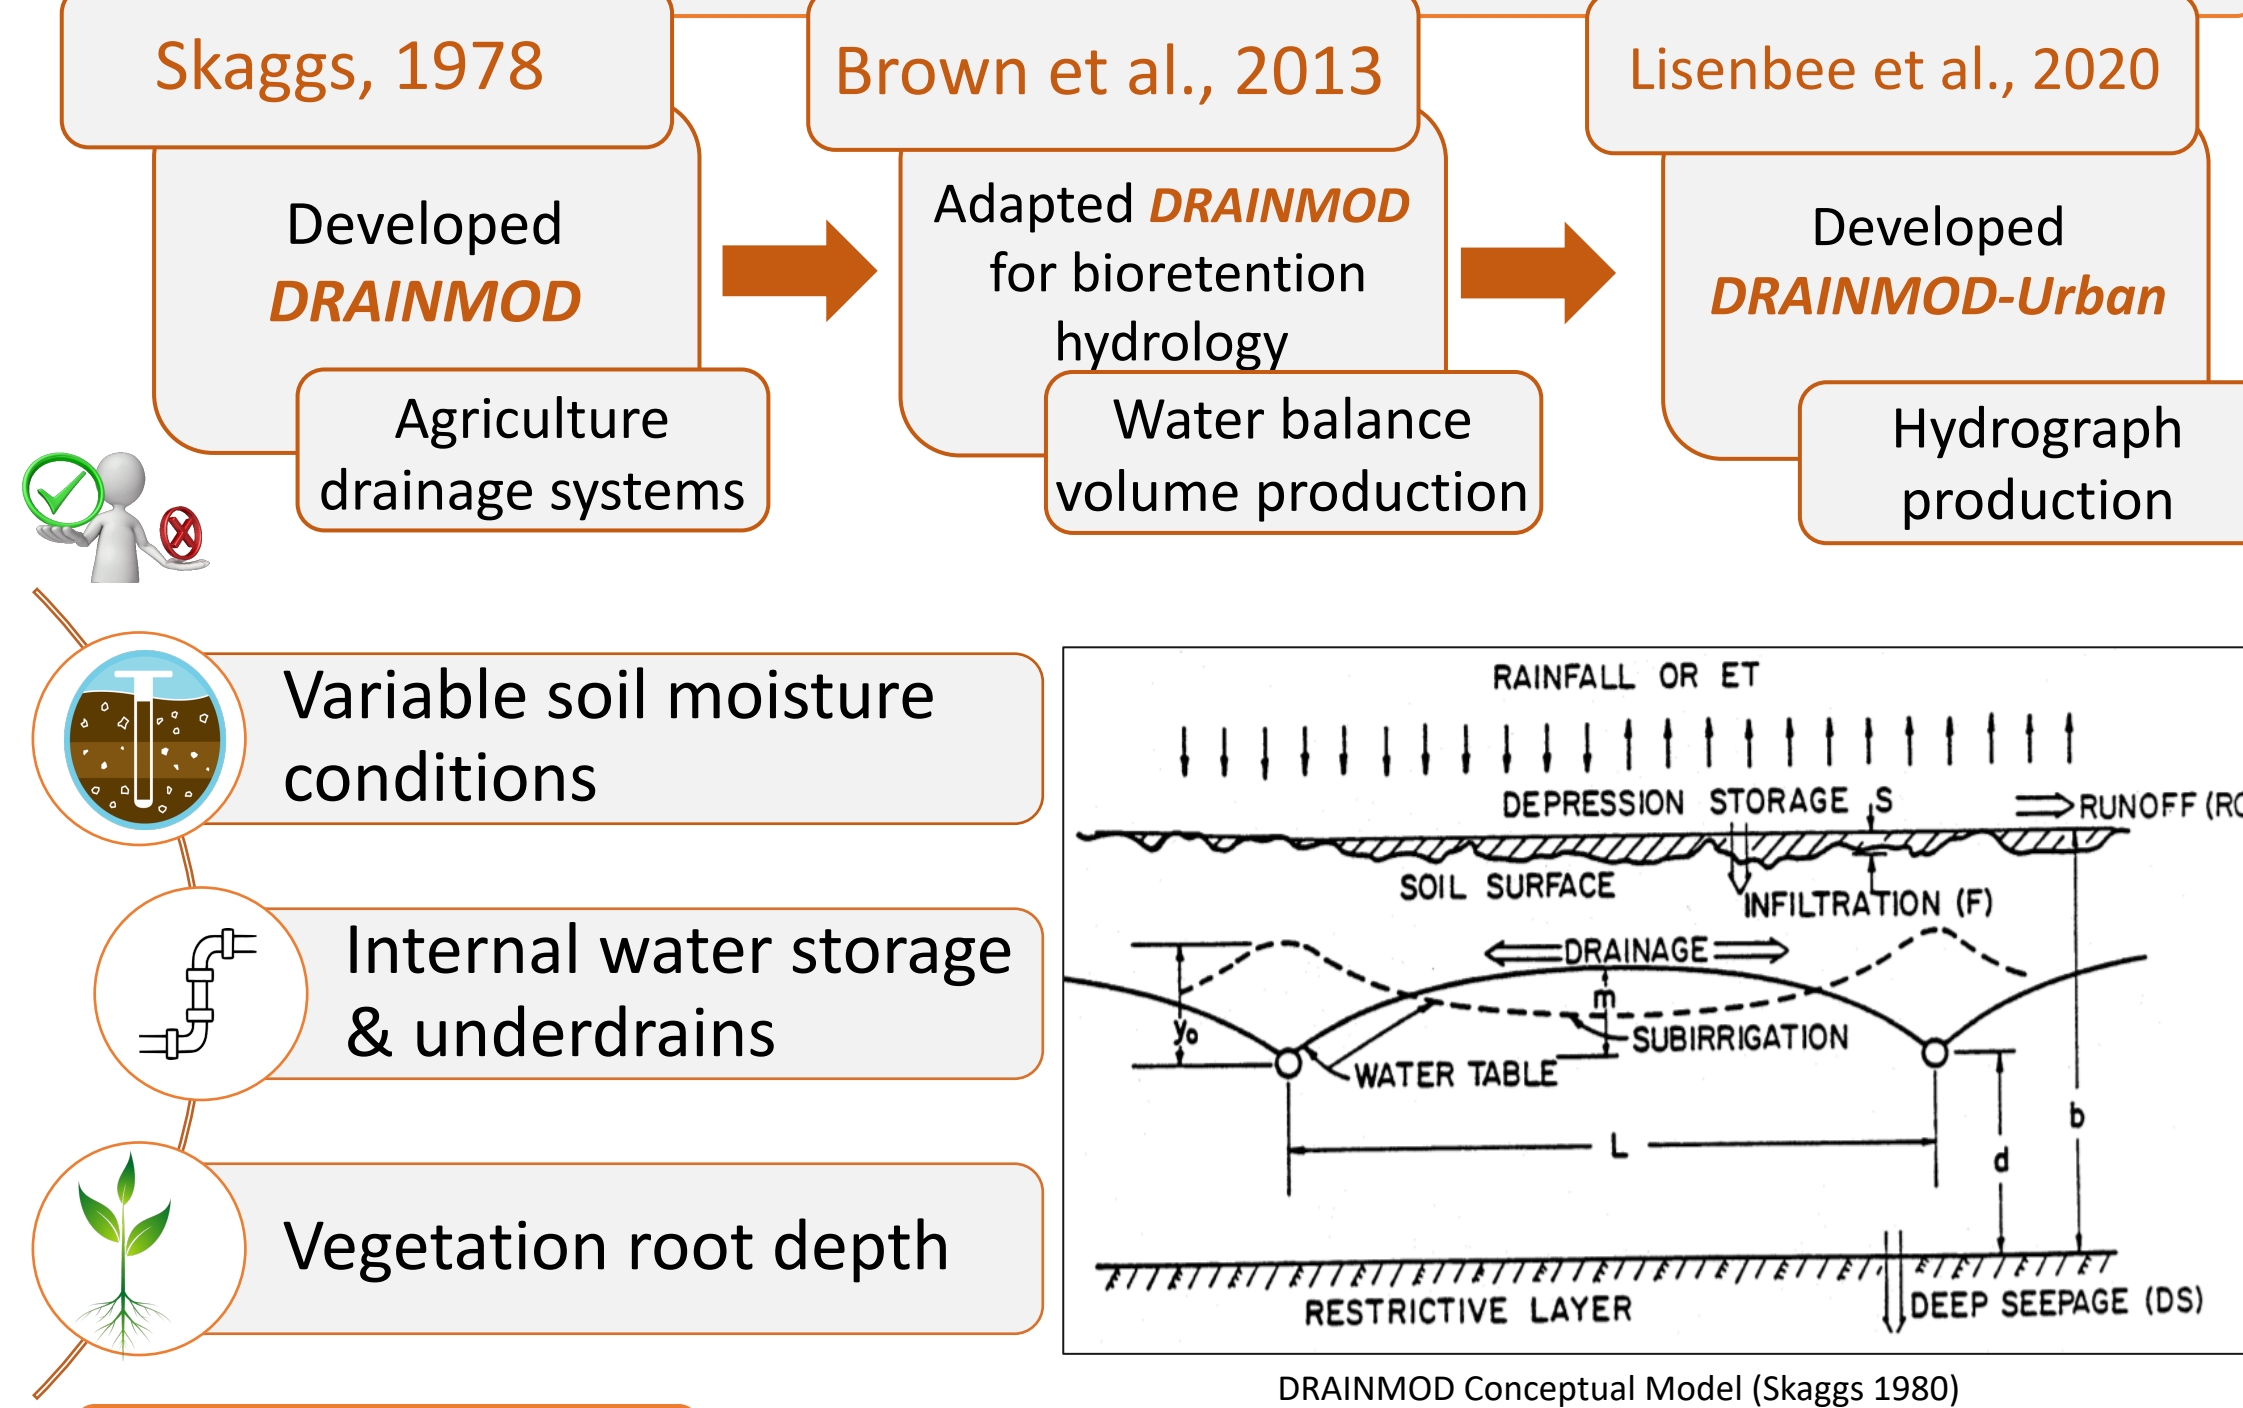 Skaggs, 1978
Developed
DRAINMOD
Agriculture
drainage systems
Brown et al., 2013
Adapted DRAINMOD
for bioretention
hydrology
Water balance
volume production
Lisenbee et al., 2020
Developed
DRAINMOD-Urban
Hydrograph
production
Variable soil moisture
conditions
Internal water storage
& underdrains
Vegetation root depth
RAINFALL OR ET
DEPRESSION STORAGE S
RUNOFF (RO
SOIL SURFACE
INFILTRATION (F)
DRAINAGE
m
yo
SUBIRRIGATION
WATER TABLE
L
b
d
RESTRICTIVE LAYER
DEEP SEEPAGE (DS)
DRAINMOD Conceptual Model (Skaggs 1980)